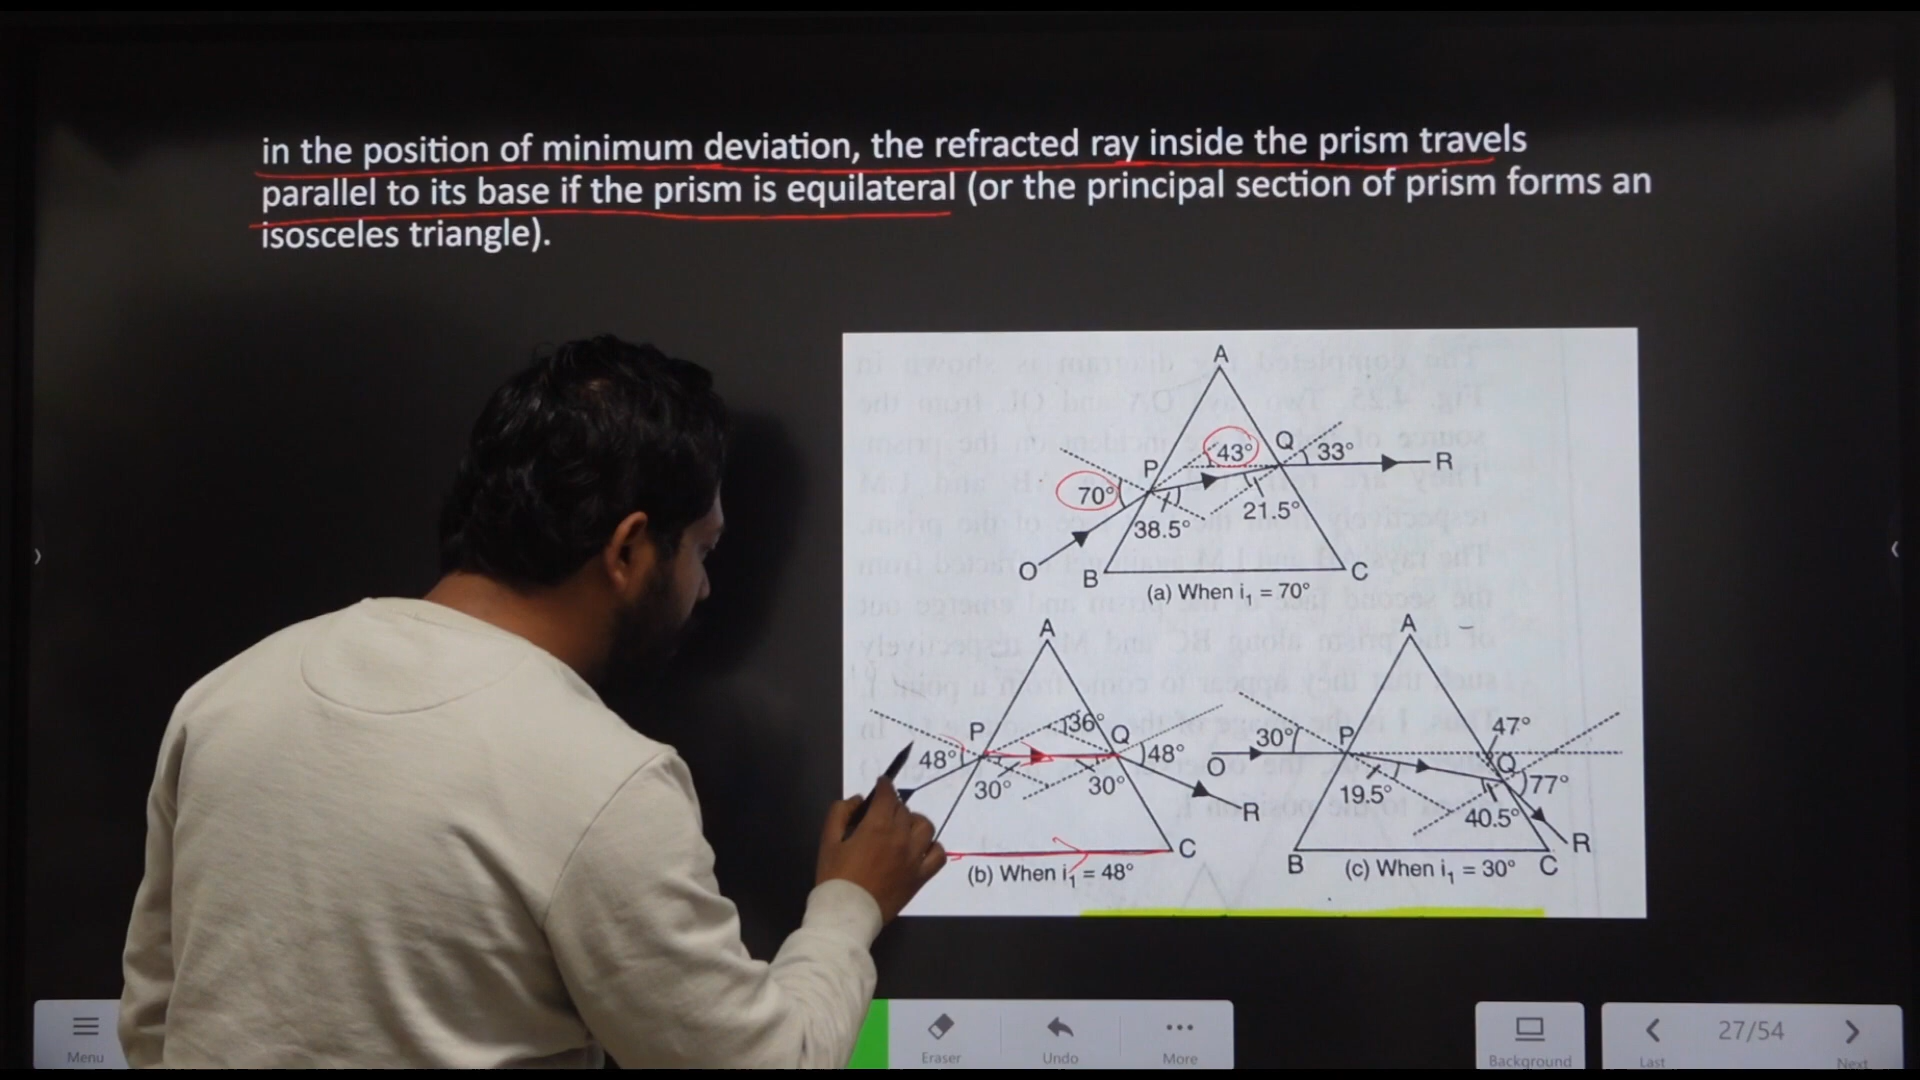 in the position of minimum deviation, the refracted ray inside the prism travels
parallel to its base if the prism is equilateral (or the principal section of prism forms an
isosceles triangle).
A
43°
Q
33°
R
P
70°
38.5°
21.5°
O
B
C
(a) When i₁ = 70°
A
P
36°
Q
48°
48°
30°
30°
R
C
(b) When i₁ = 48°
A
30°
P
47°
O
Q
77°
19.5°
40.5°
R
B
C
(c) When i₁ = 30°
Menu
Eraser
Undo
More
Background
27/54
Last
Next